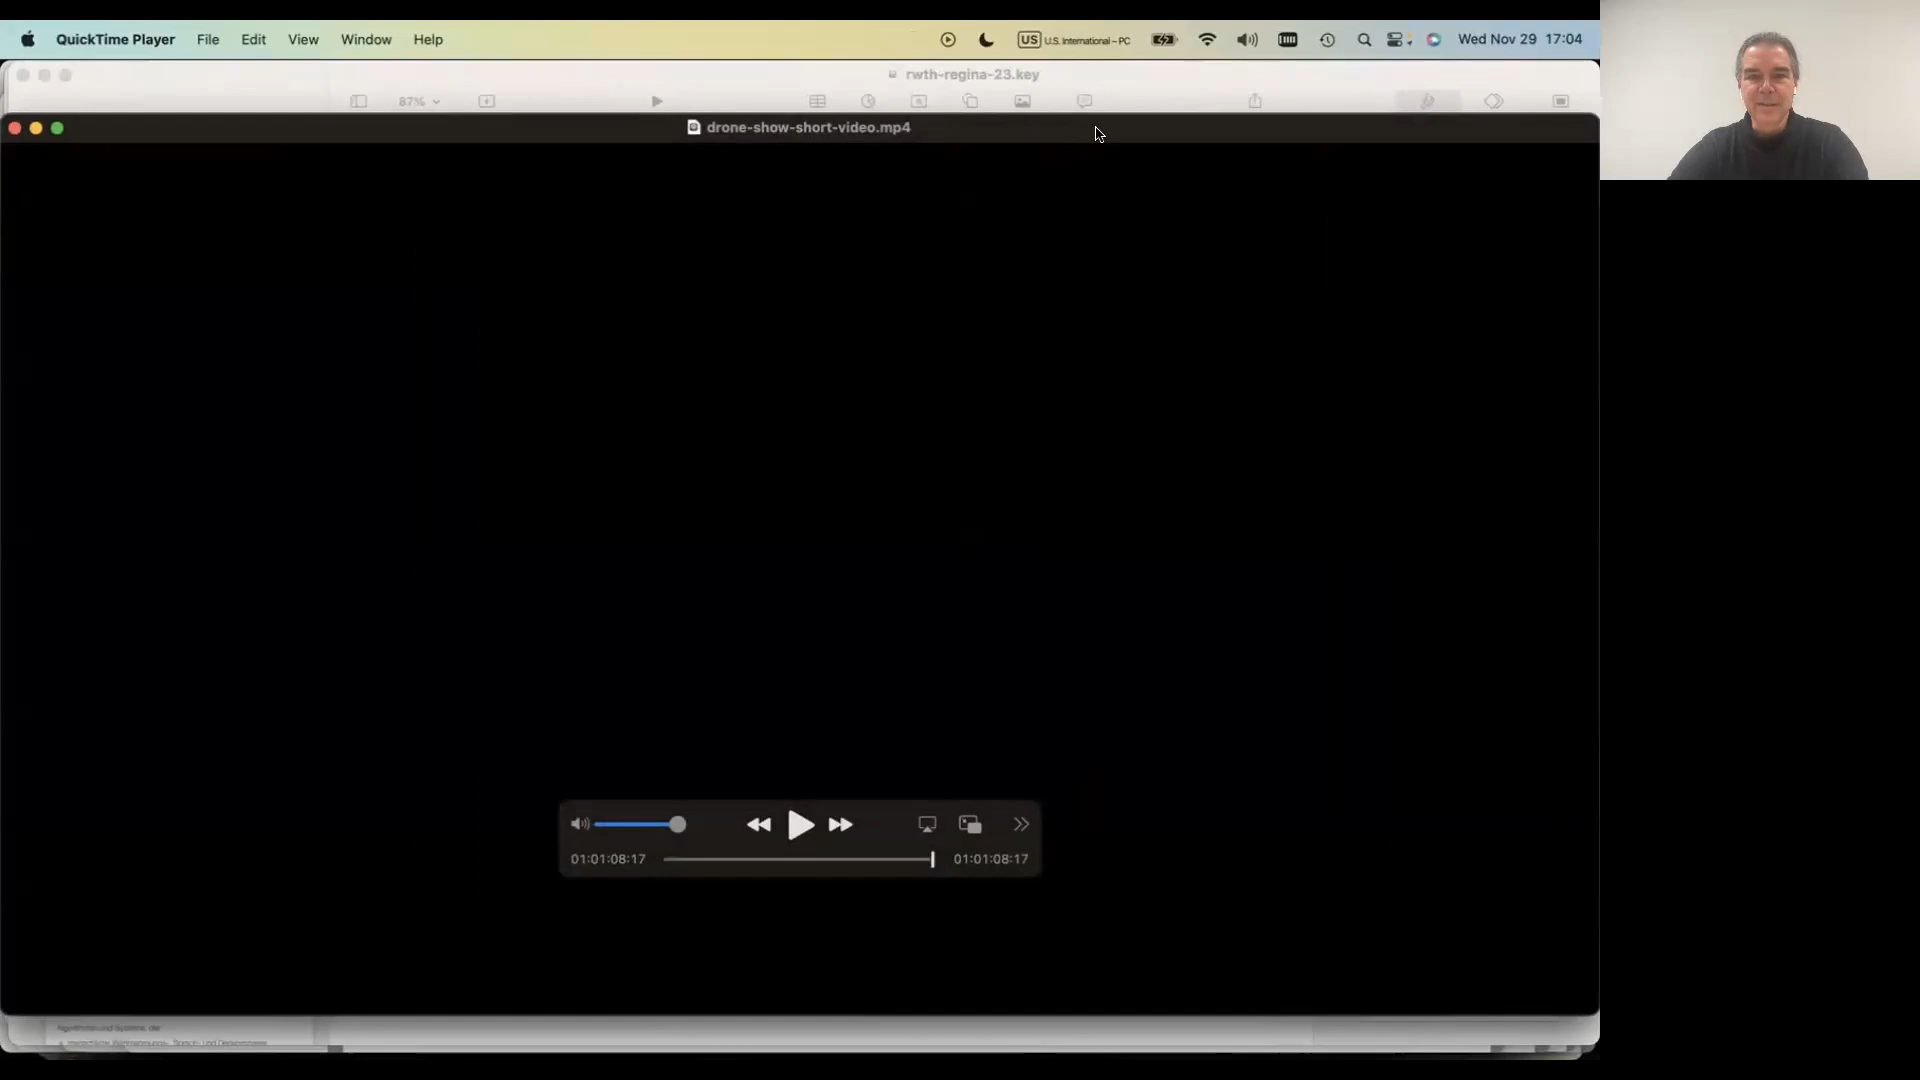 QuickTime Player File Edit View Window Help US U.S. International – PC Wed Nov 29 17:04
rwth-regina-23.key
87%
drone-show-short-video.mp4
01:01:08:17 01:01:08:17